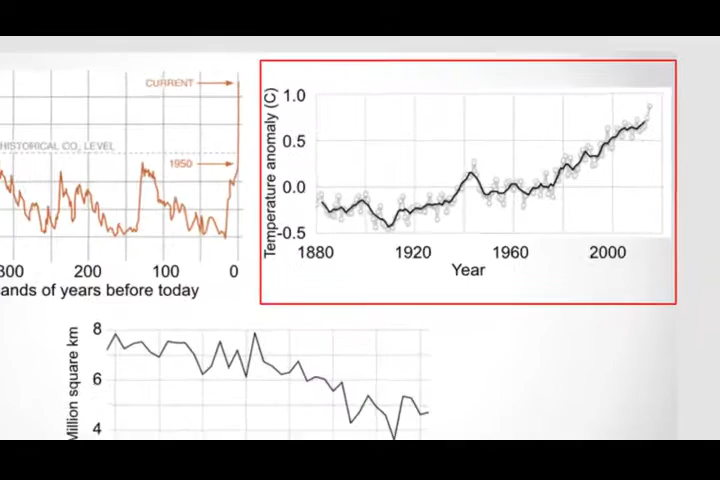 CURRENT
HISTORICAL CO₂ LEVEL
1950
300
200
100
0
ands of years before today
Temperature anomaly (C)
1.0
0.5
0.0
-0.5
1880
1920
1960
2000
Year
Million square km
8
6
4